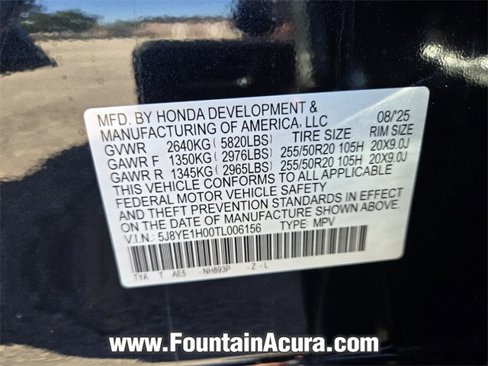 MFD. BY HONDA DEVELOPMENT &
MANUFACTURING OF AMERICA, LLC 08/'25
GVWR 2640KG (5820LBS) TIRE SIZE RIM SIZE
GAWR F 1350KG (2976LBS) 255/50R20 105H 20X9.0J
GAWR R 1345KG (2965LBS) 255/50R20 105H 20X9.0J
THIS VEHICLE CONFORMS TO ALL APPLICABLE
FEDERAL MOTOR VEHICLE SAFETY
AND THEFT PREVENTION STANDARDS IN EFFECT
ON THE DATE OF MANUFACTURE SHOWN ABOVE.
V.I.N.: 5J8YE1H00TL006156 TYPE: MPV
TYA T AE5 -NH893P -Z-L
www.FountainAcura.com